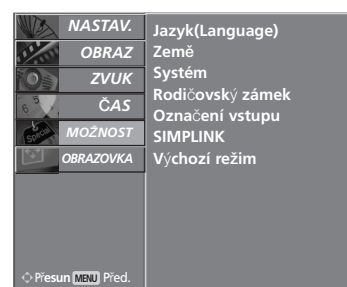 NASTAV.
OBRAZ
ZVUK
ČAS
MOŽNOST
OBRAZOVKA
Jazyk(Language)
Země
Systém
Rodičovský zámek
Označení vstupu
SIMPLINK
Výchozí režim
Přesun MENU Před.